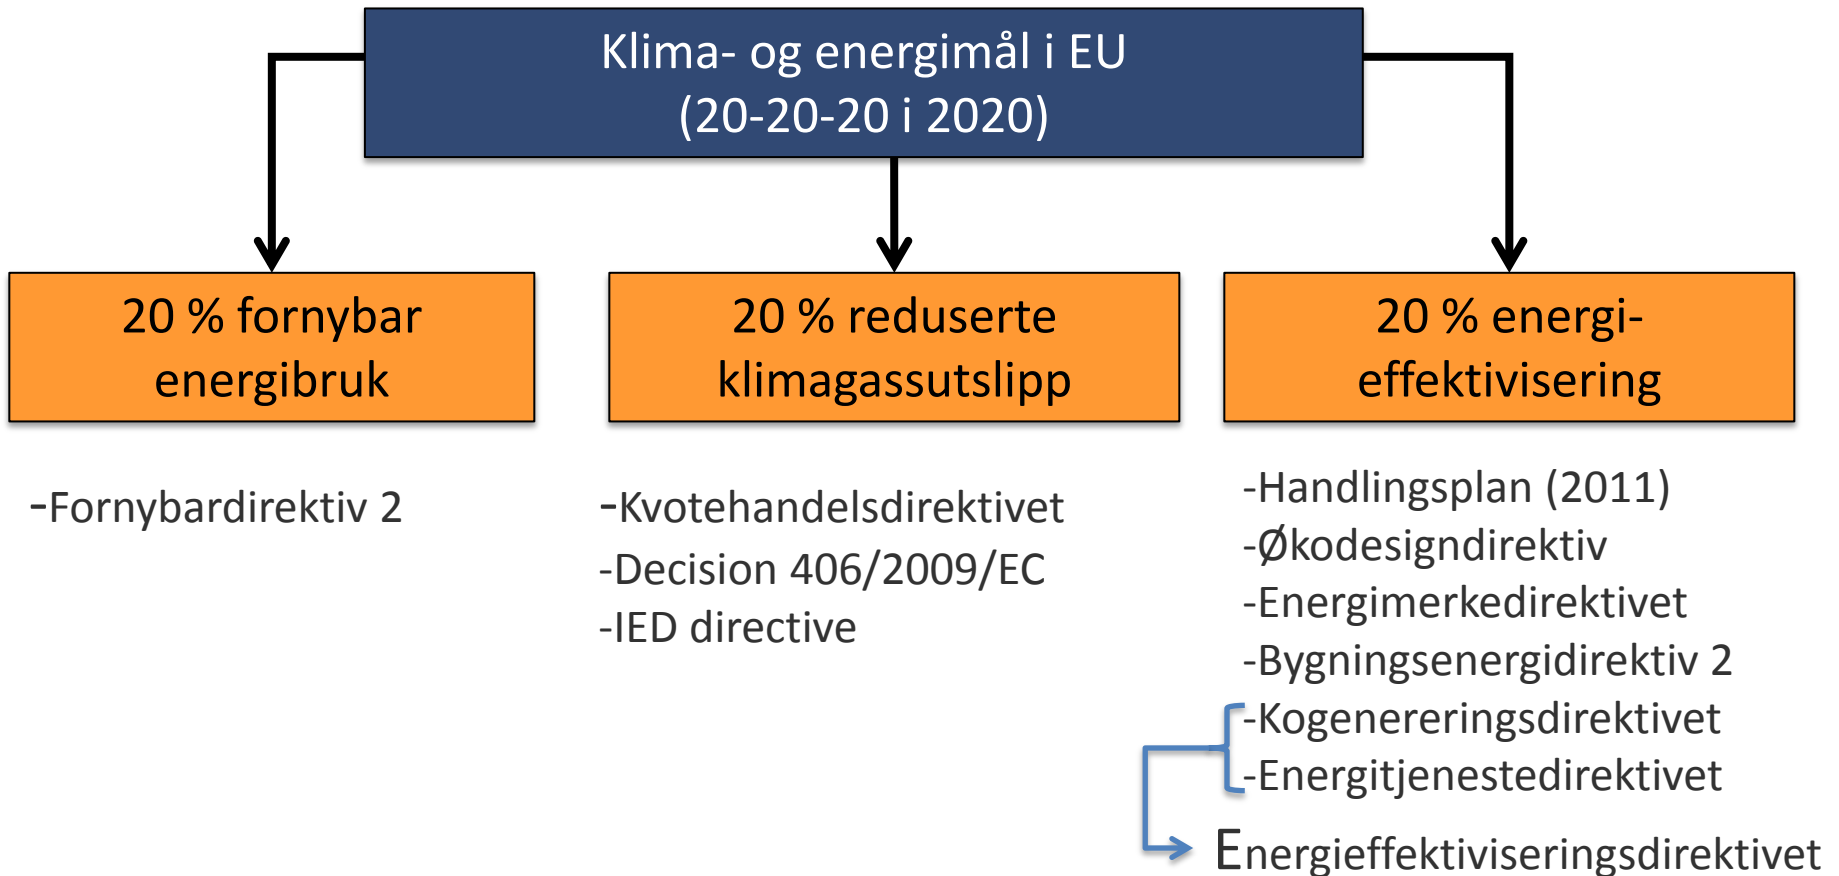 Klima- og energimål i EU
(20-20-20 i 2020)
20 % fornybar
energibruk
20 % reduserte
klimagassutslipp
20 % energi-
effektivisering
-Fornybardirektiv 2
-Kvotehandelsdirektivet
-Decision 406/2009/EC
-IED directive
-Handlingsplan (2011)
-Økodesigndirektiv
-Energimerkedirektivet
-Bygningsenergidirektiv 2
-Kogenereringsdirektivet
-Energitjenestedirektivet
Energieffektiviseringsdirektivet